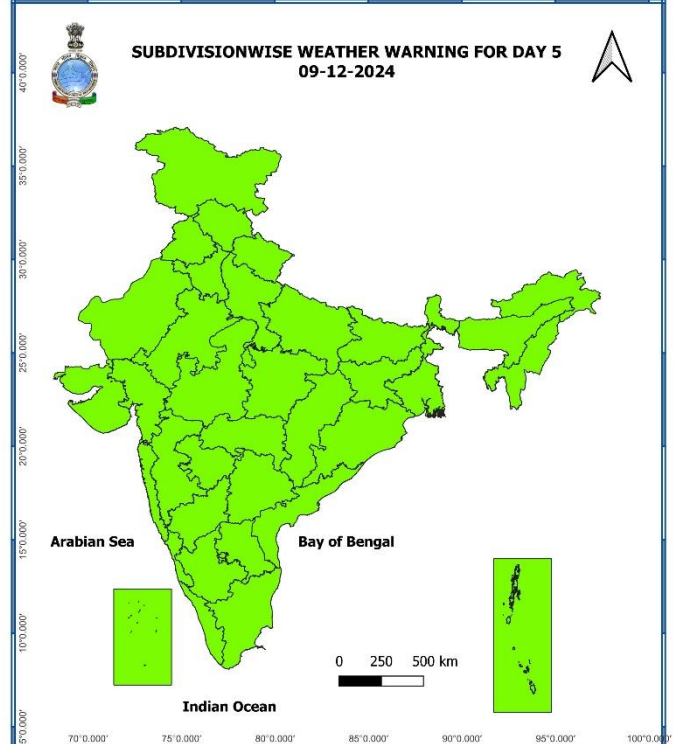 SUBDIVISIONWISE WEATHER WARNING FOR DAY 5
09-12-2024
40°0.000'
35°0.000'
30°0.000'
25°0.000'
20°0.000'
15°0.000'
10°0.000'
5°0.000'
Arabian Sea
Bay of Bengal
0 250 500 km
Indian Ocean
70°0.000' 75°0.000' 80°0.000' 85°0.000' 90°0.000' 95°0.000' 100°0.000'